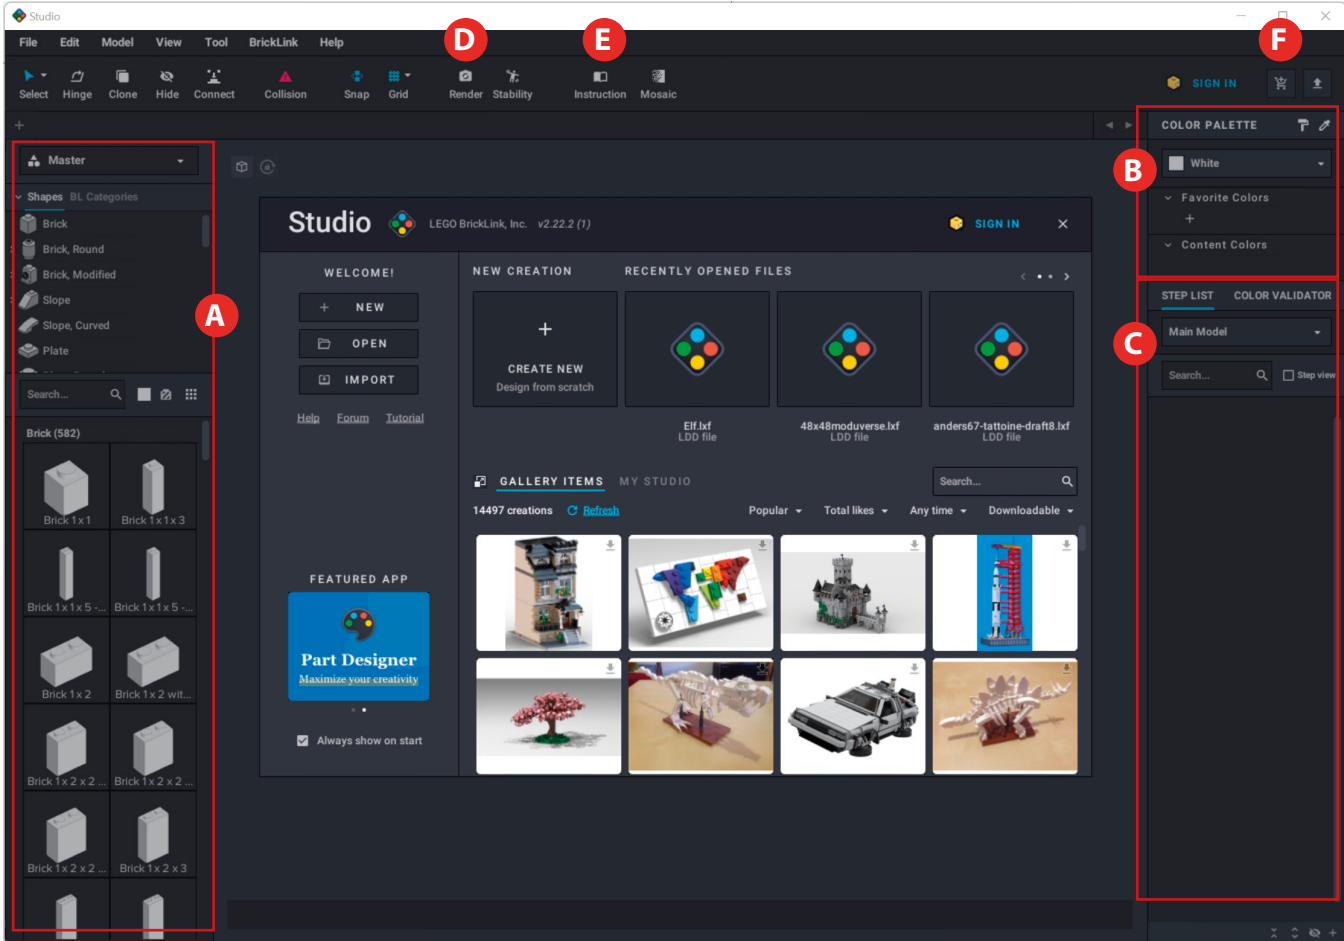 Studio
File Edit Model View Tool BrickLink Help
D E F
Select Hinge Clone Hide Connect Collision Snap Grid Render Stability Instruction Mosaic
SIGN IN
Master
Shapes BL Categories
Brick
Brick, Round
Brick, Modified
Slope
Slope, Curved
Plate
A
Search...
Brick (582)
Brick 1 x 1 Brick 1 x 1 x 3
Brick 1 x 1 x 5 -... Brick 1 x 1 x 5 -...
Brick 1 x 2 Brick 1 x 2 wit...
Brick 1 x 2 x 2 ... Brick 1 x 2 x 2 ...
Brick 1 x 2 x 2 ... Brick 1 x 2 x 3
Studio LEGO BrickLink, Inc. v2.22.2 (1) SIGN IN
WELCOME!
NEW
OPEN
IMPORT
Help Forum Tutorial
FEATURED APP
Part Designer
Maximize your creativity
Always show on start
NEW CREATION RECENTLY OPENED FILES
CREATE NEW
Design from scratch
Elf.lxf 48x48moduverse.lxf anders67-tattoine-draft8.lxf
LDD file LDD file LDD file
GALLERY ITEMS MY STUDIO Search...
14497 creations Refresh Popular Total likes Any time Downloadable
COLOR PALETTE
B
White
Favorite Colors
Content Colors
STEP LIST COLOR VALIDATOR
C
Main Model
Search... Step view